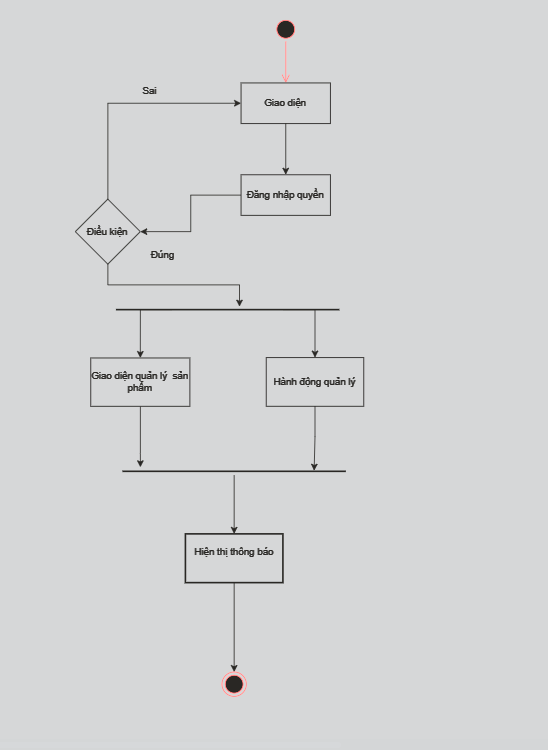 Sai
Giao diện
Đăng nhập quyền
Điều kiện
Đúng
Giao diện quản lý  sản
phẩm
Hành động quản lý
Hiện thị thông báo